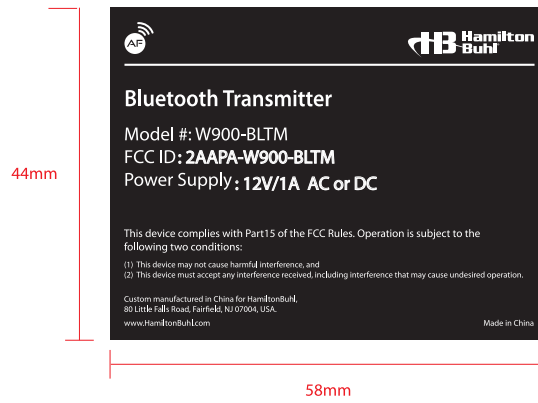 AF
HB Hamilton
Buhl
Bluetooth Transmitter
Model #: W900-BLTM
FCC ID: 2AAPA-W900-BLTM
Power Supply: 12V/1A AC or DC
44mm
This device complies with Part15 of the FCC Rules. Operation is subject to the
following two conditions:
(1) This device may not cause harmful interference, and
(2) This device must accept any interference received, including interference that may cause undesired operation.
Custom manufactured in China for HamiltonBuhl,
80 Little Falls Road, Fairfield, NJ 07004, USA.
www.HamiltonBuhl.com
Made in China
58mm